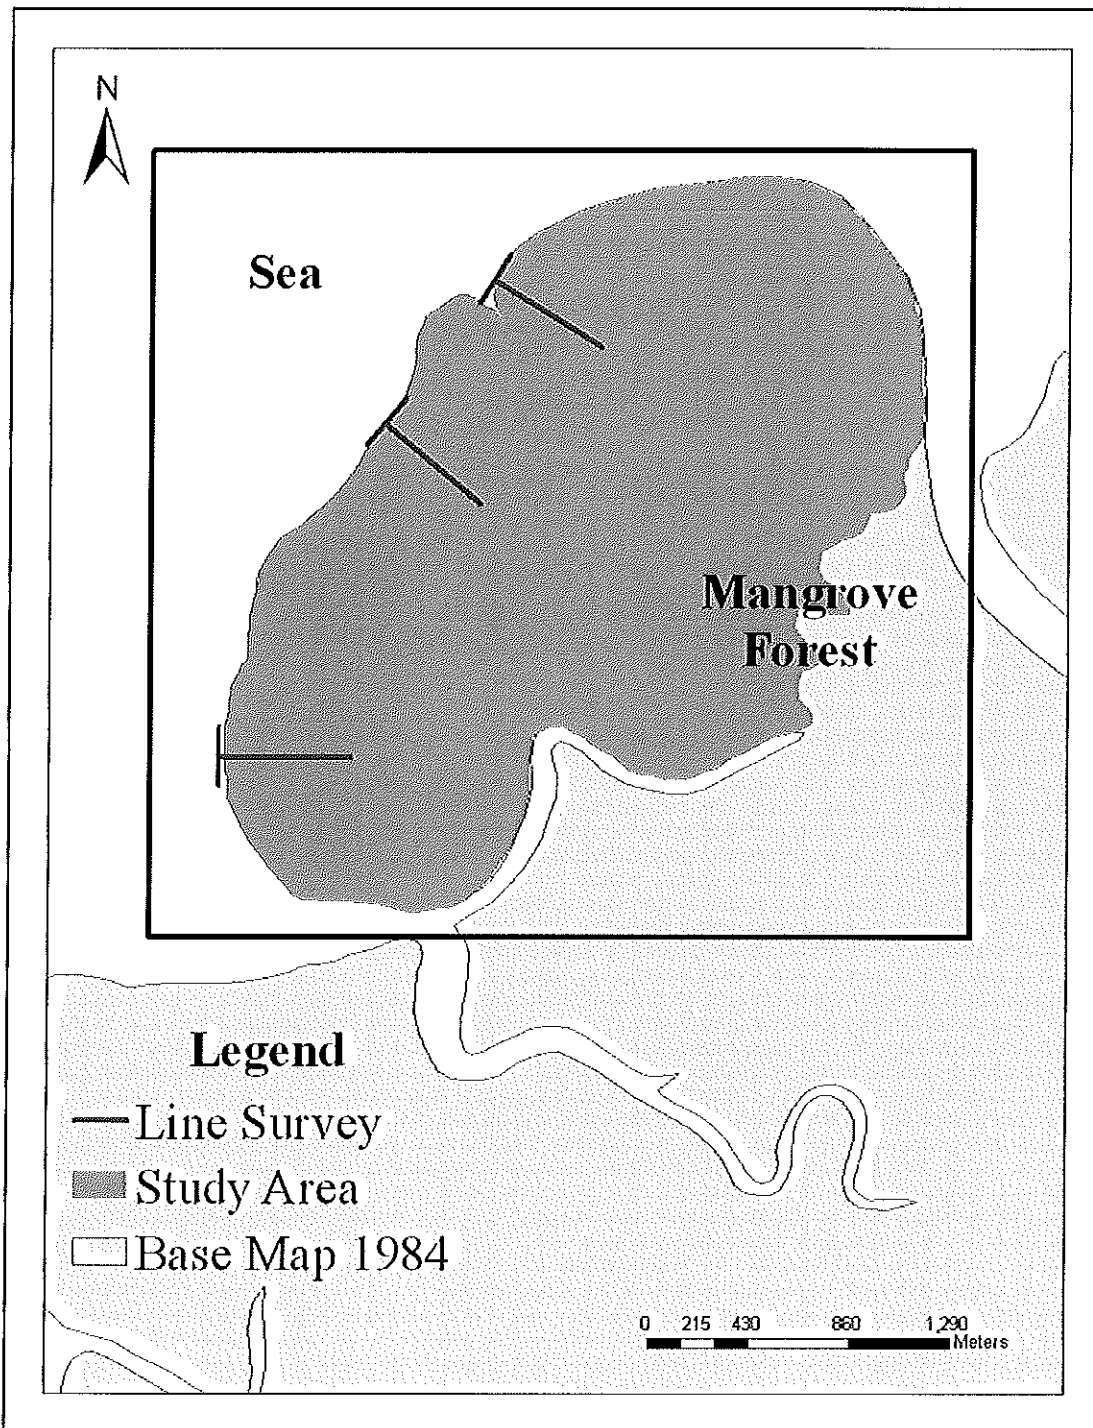 N
Sea
Mangrove
Forest
Legend
Line Survey
Study Area
Base Map 1984
0 215 430 860 1,290
Meters